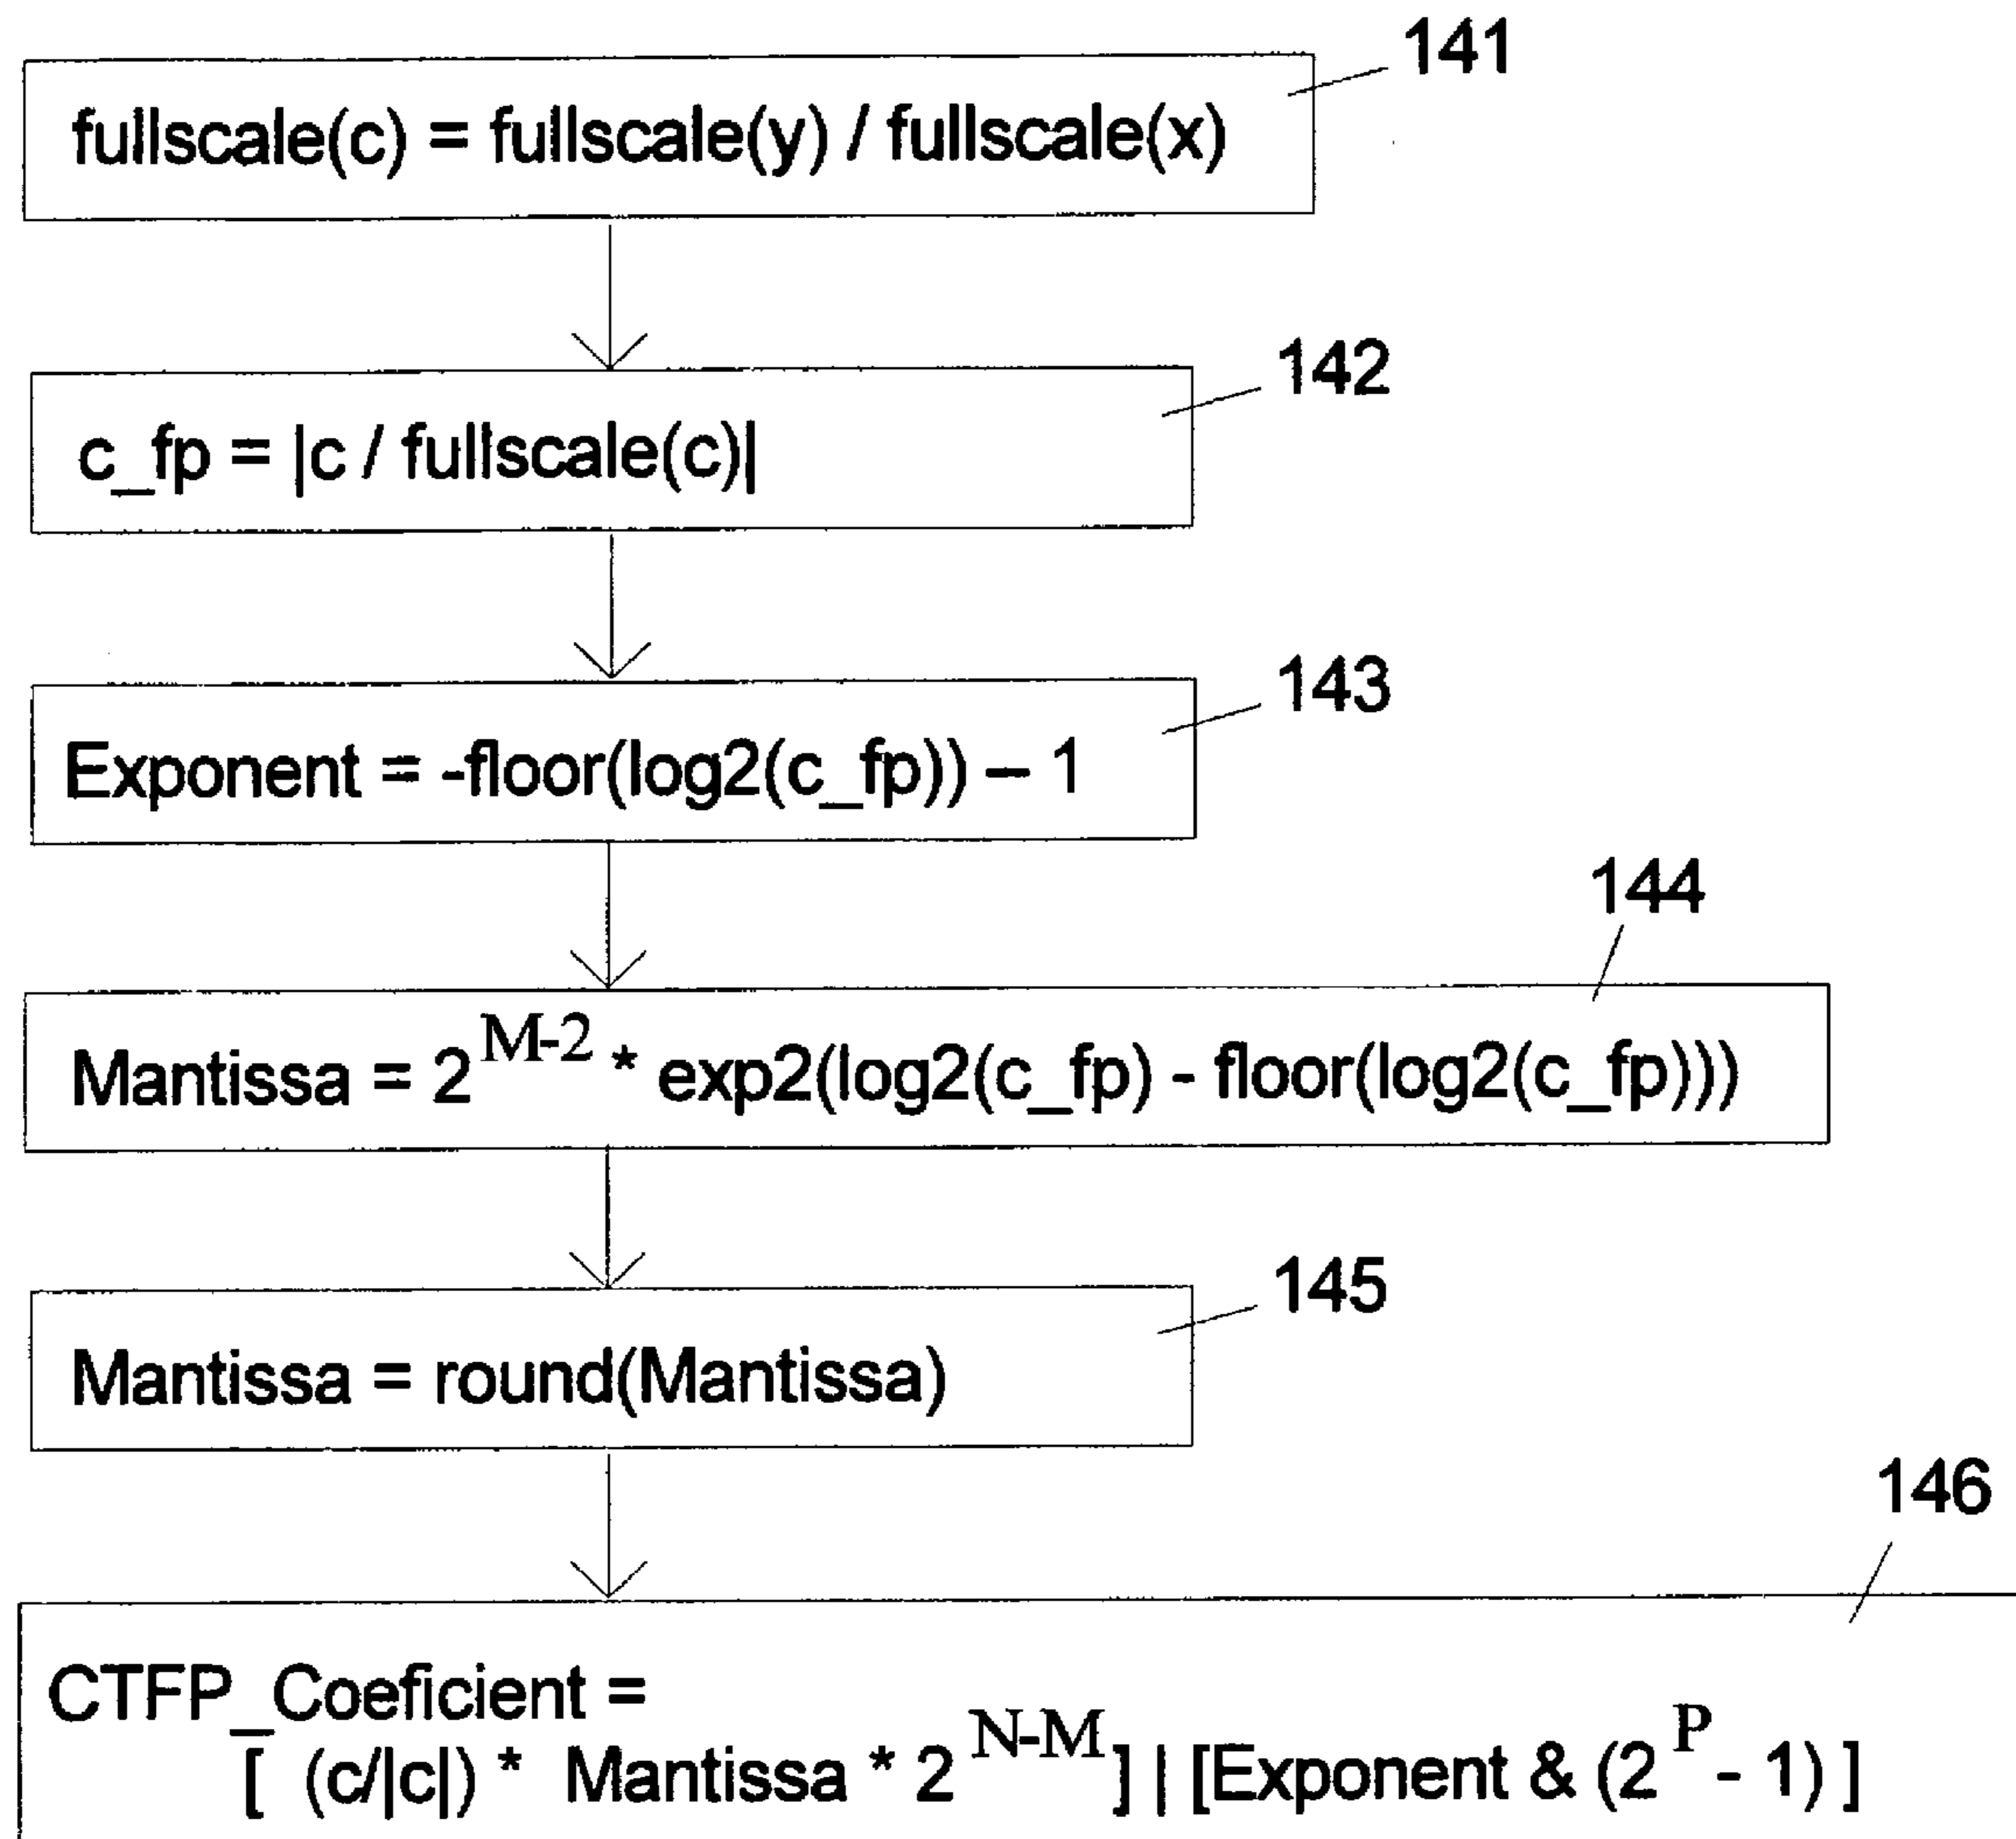 141
fullscale(c) = fullscale(y) / fullscale(x)
142
c_fp = |c / fullscale(c)|
143
Exponent = -floor(log2(c_fp)) – 1
144
Mantissa = 2^M-2 * exp2(log2(c_fp) - floor(log2(c_fp)))
145
Mantissa = round(Mantissa)
146
CTFP_Coeficient =
[ (c/|c|) * Mantissa * 2^N-M ] | [Exponent & (2^P - 1) ]